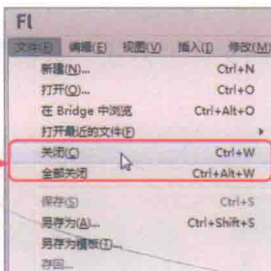 Fl
文件(F) 编辑(E) 视图(V) 插入(I) 修改(M)
新建(N)... Ctrl+N
打开(O)... Ctrl+O
在 Bridge 中浏览 Ctrl+Alt+O
打开最近的文件(P)
关闭(C) Ctrl+W
全部关闭 Ctrl+Alt+W
保存(S) Ctrl+S
另存为(A)... Ctrl+Shift+S
另存为模板(T)...
存回...